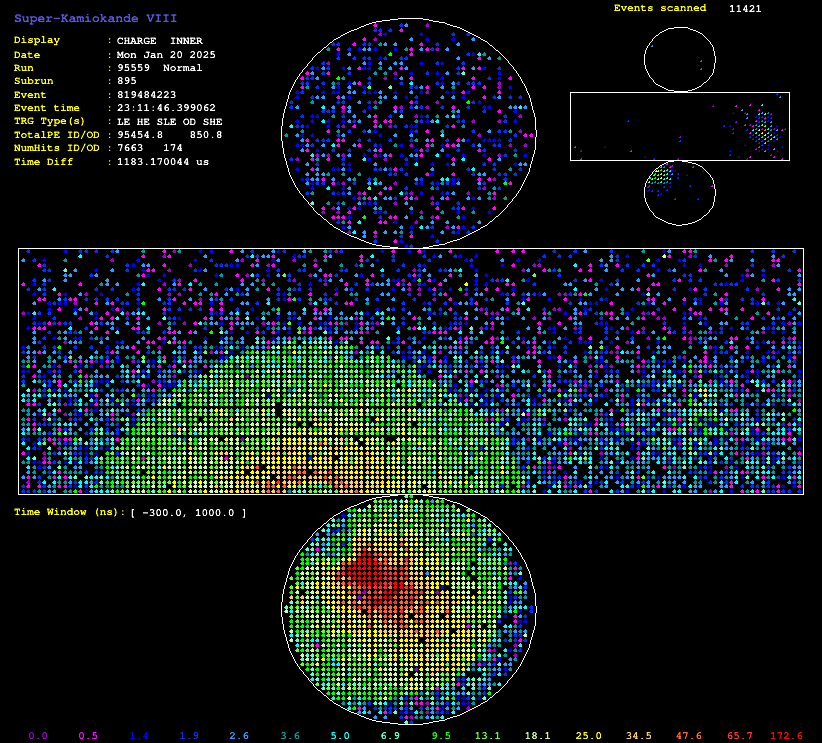 Super-Kamiokande VIII
Events scanned 11421
Display : CHARGE INNER
Date : Mon Jan 20 2025
Run : 95559 Normal
Subrun : 895
Event : 819484223
Event time : 23:11:46.399062
TRG Type(s) : LE HE SLE OD SHE
TotalPE ID/OD : 95454.8 850.8
NumHits ID/OD : 7663 174
Time Diff : 1183.170044 us
Time Window (ns): [ -300.0, 1000.0 ]
0.0 0.5 1.4 1.9 2.6 3.6 5.0 6.9 9.5 13.1 18.1 25.0 34.5 47.6 65.7 172.6